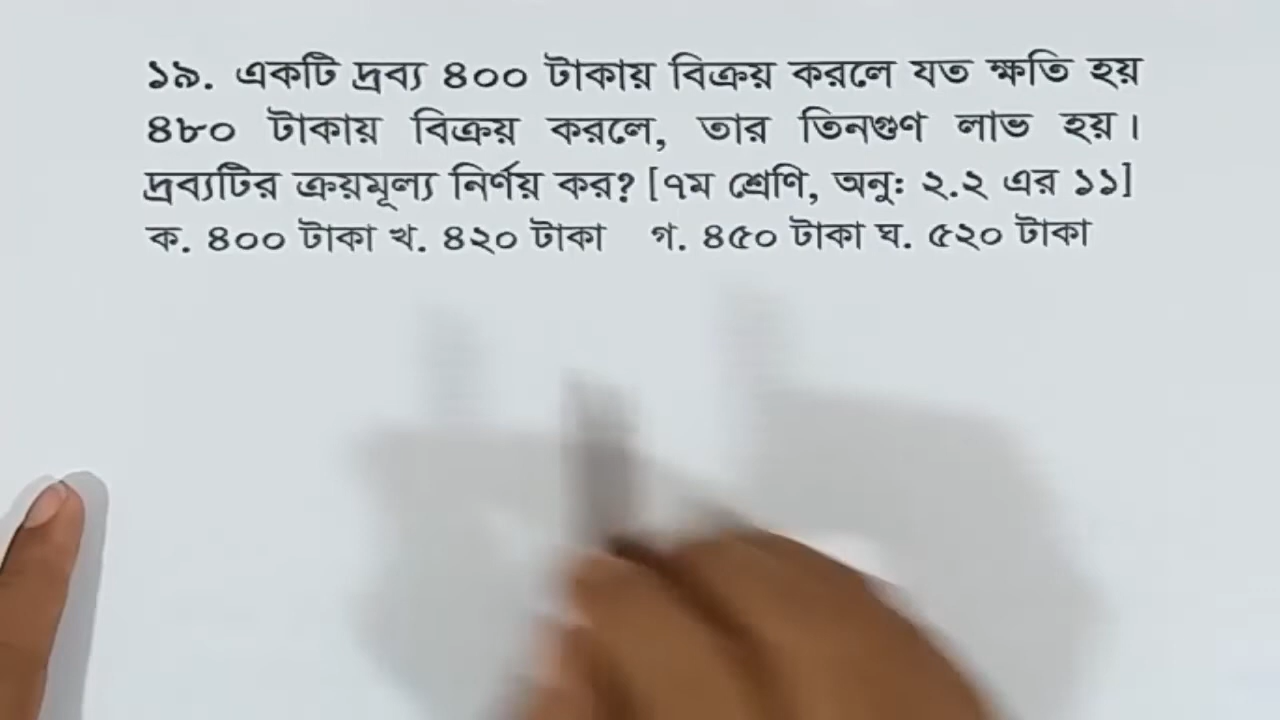 ১৯. একটি দ্রব্য ৪০০ টাকায় বিক্রয় করলে যত ক্ষতি হয়
৪৮০ টাকায় বিক্রয় করলে, তার তিনগুণ লাভ হয়।
দ্রব্যটির ক্রয়মূল্য নির্ণয় কর? [৭ম শ্রেণি, অনুঃ ২.২ এর ১১]
ক. ৪০০ টাকা খ. ৪২০ টাকা গ. ৪৫০ টাকা ঘ. ৫২০ টাকা